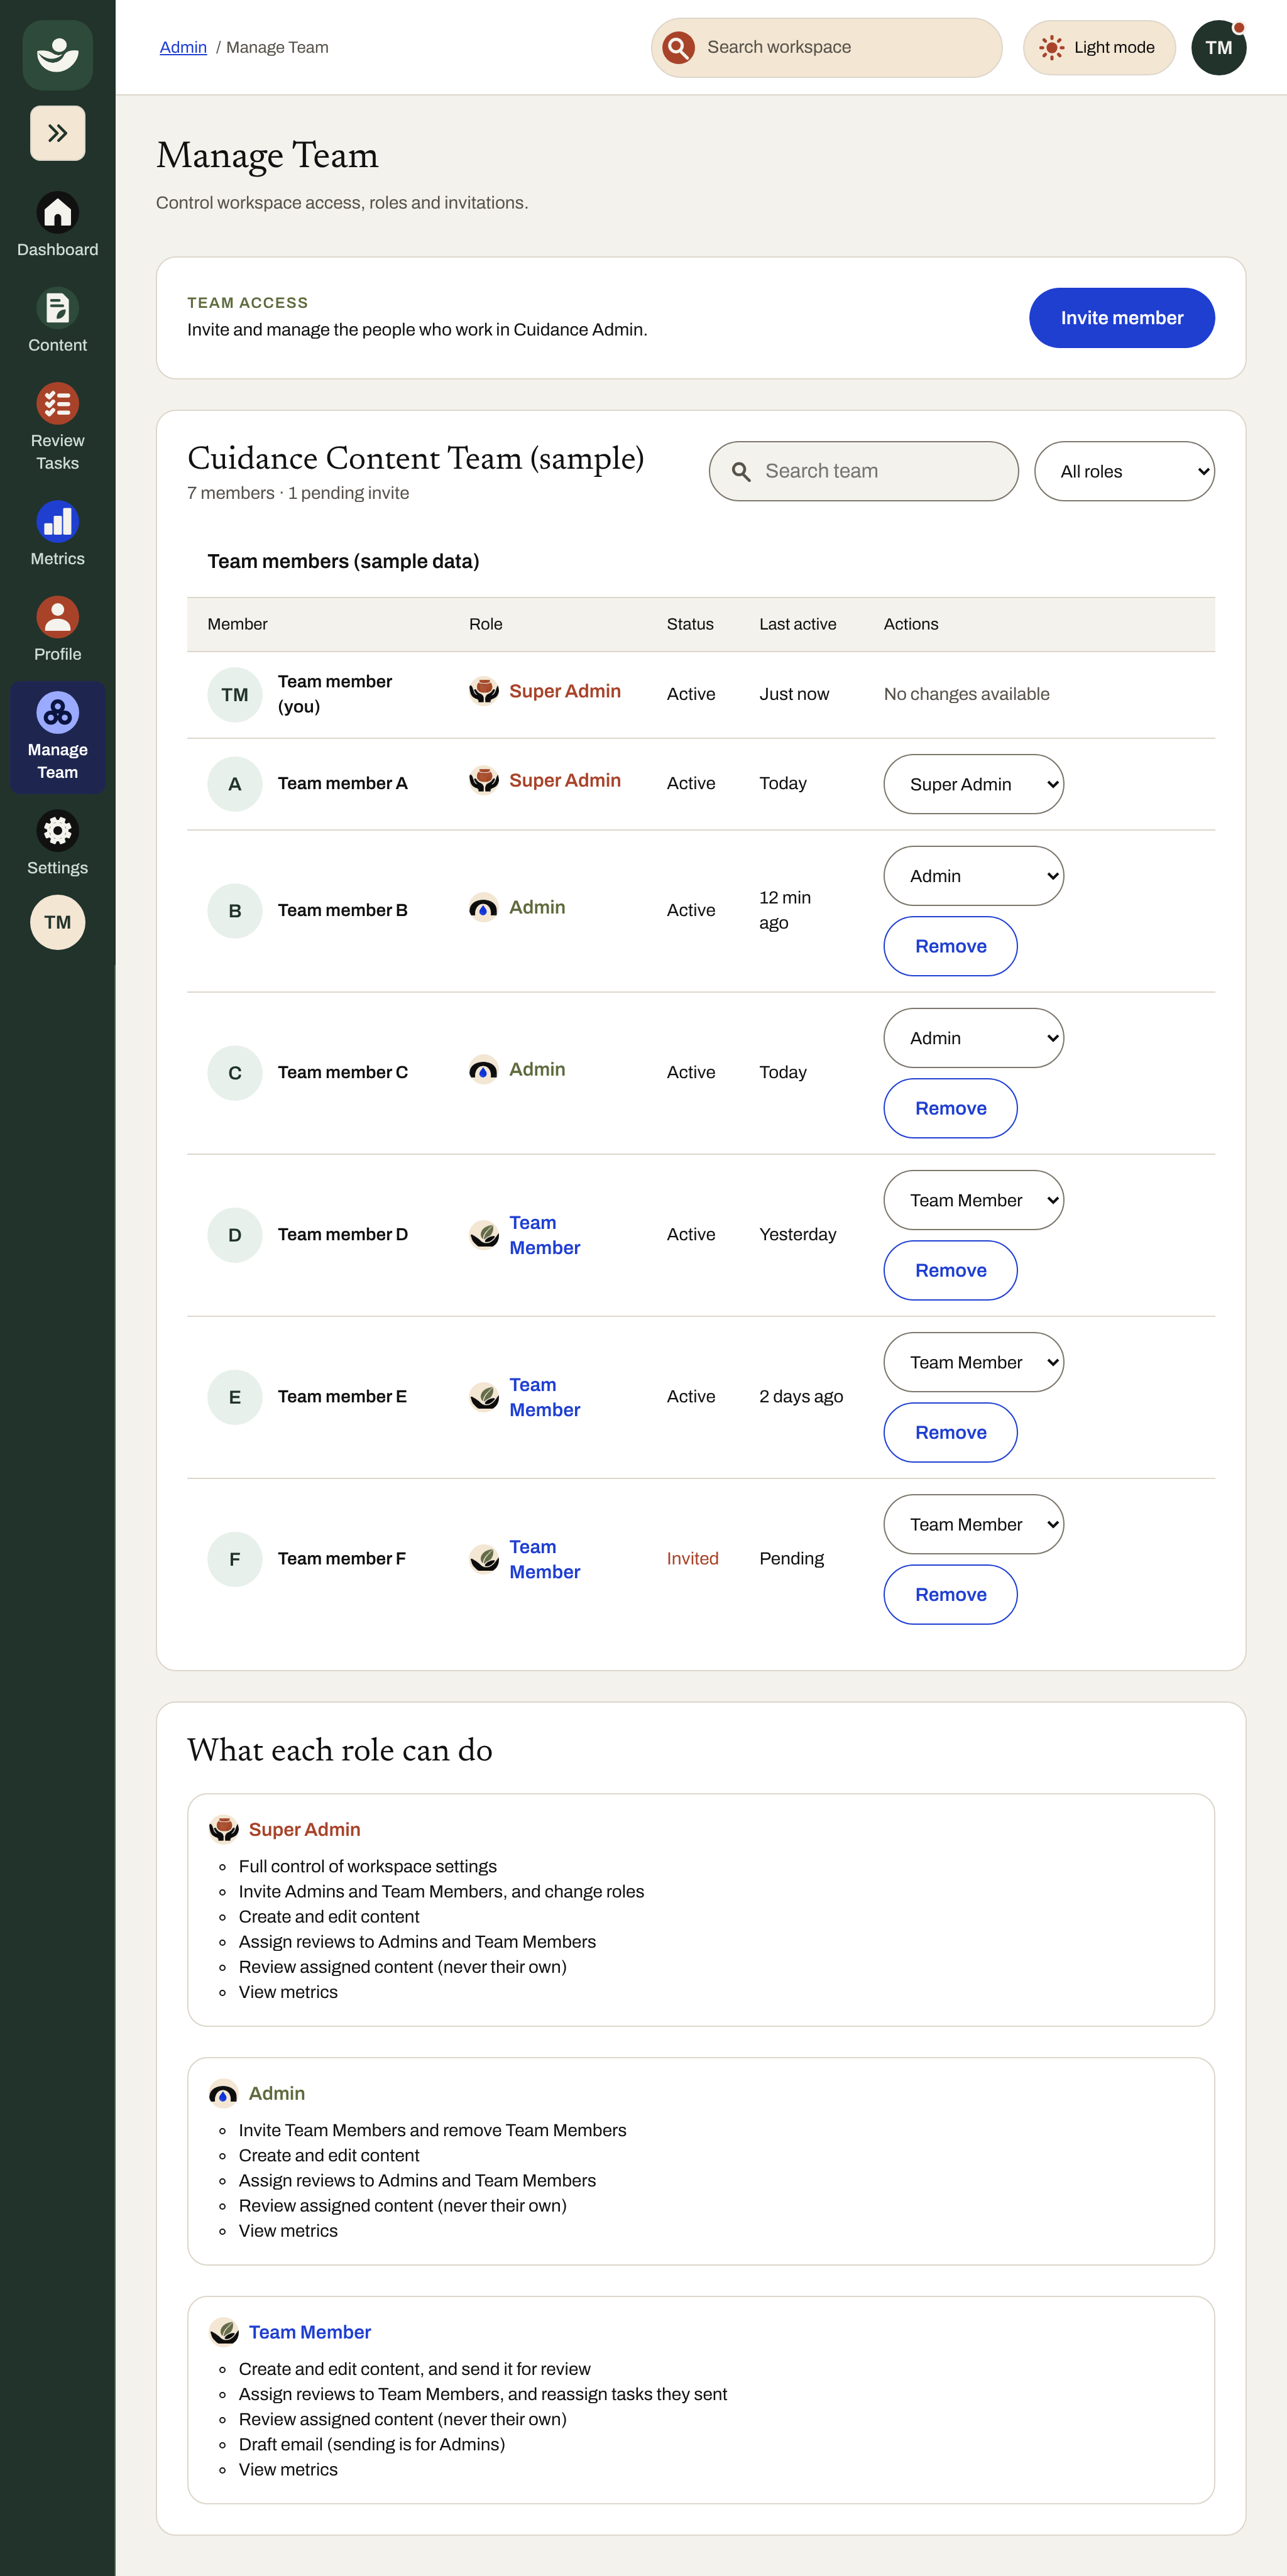 Admin / Manage Team
Search workspace
Light mode
TM
Dashboard
Content
Review
Tasks
Metrics
Profile
Manage
Team
Settings
TM
Manage Team
Control workspace access, roles and invitations.
TEAM ACCESS
Invite and manage the people who work in Cuidance Admin.
Invite member
Cuidance Content Team (sample)
7 members · 1 pending invite
Search team
All roles
Team members (sample data)
Member Role Status Last active Actions
TM Team member
(you) Super Admin Active Just now No changes available
A Team member A Super Admin Active Today Super Admin
B Team member B Admin Active 12 min
ago Admin
Remove
C Team member C Admin Active Today Admin
Remove
D Team member D Team
Member Active Yesterday Team Member
Remove
E Team member E Team
Member Active 2 days ago Team Member
Remove
F Team member F Team
Member Invited Pending Team Member
Remove
What each role can do
Super Admin
Full control of workspace settings
Invite Admins and Team Members, and change roles
Create and edit content
Assign reviews to Admins and Team Members
Review assigned content (never their own)
View metrics
Admin
Invite Team Members and remove Team Members
Create and edit content
Assign reviews to Admins and Team Members
Review assigned content (never their own)
View metrics
Team Member
Create and edit content, and send it for review
Assign reviews to Team Members, and reassign tasks they sent
Review assigned content (never their own)
Draft email (sending is for Admins)
View metrics